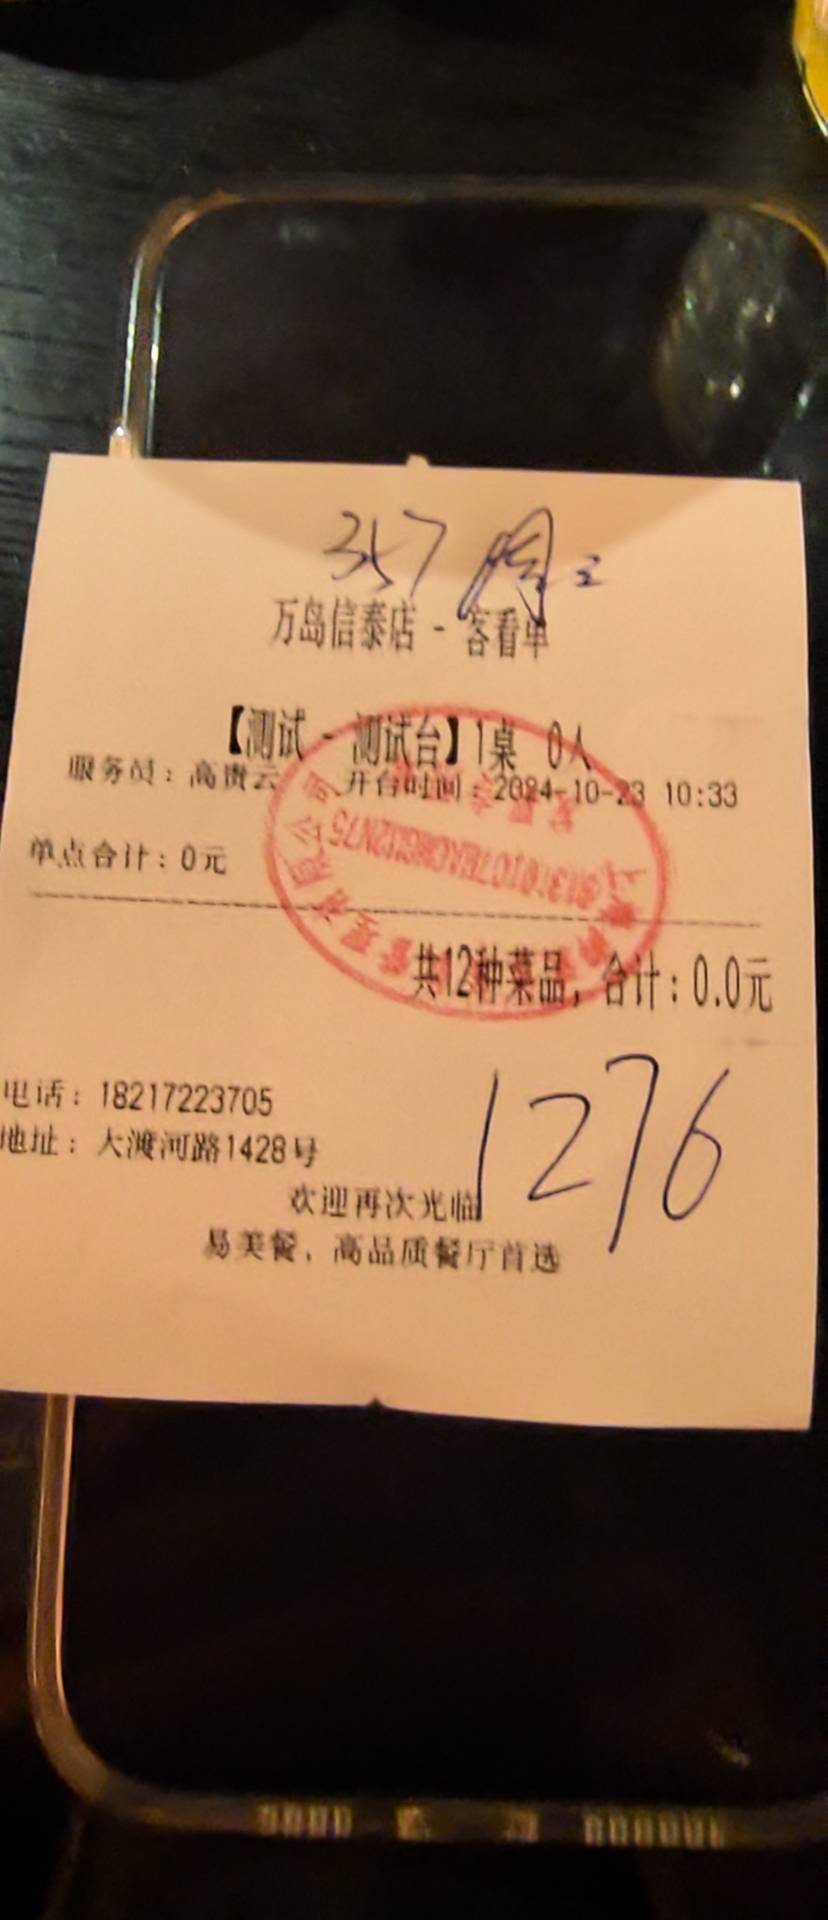 357
万岛信泰店 - 客看单
【测试 - 测试台】1桌 0人
服务员：高贵云 开台时间：2024-10-23 10:33
单点合计：0元
共12种菜品，合计：0.0元
1276
电话：18217223705
地址：大渡河路1428号
欢迎再次光临
易美餐，高品质餐厅首选